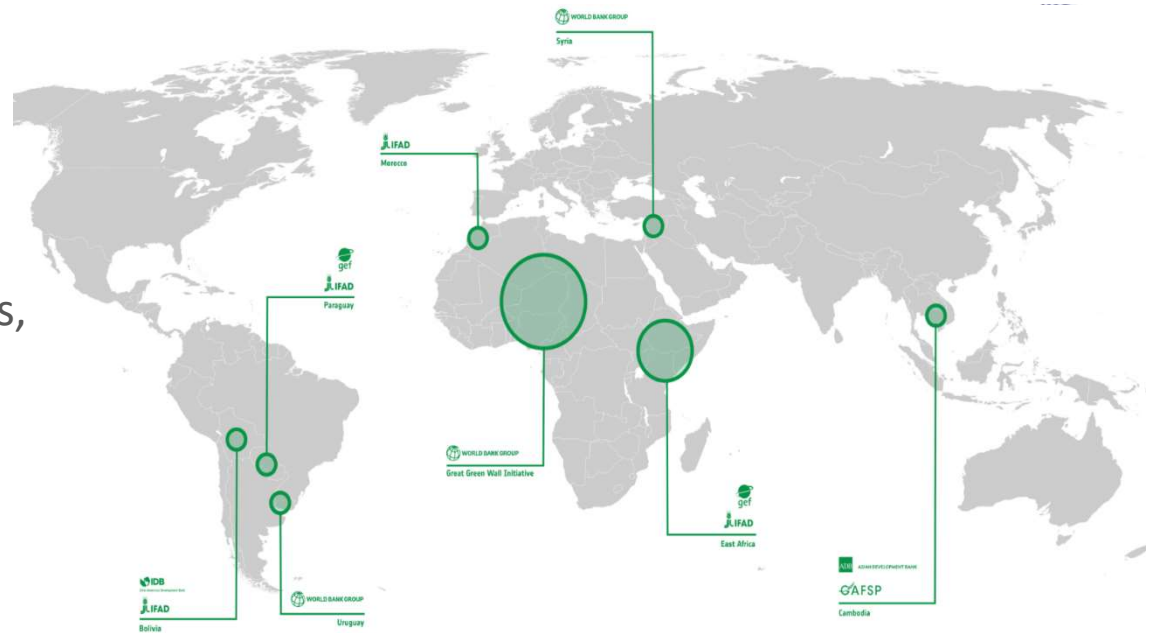 WORLD BANK GROUP
Syria
IFAD
Morocco
gef
IFAD
Paraguay
s,
WORLD BANK GROUP
Great Green Wall Initiative
gef
IFAD
East Africa
IDB
IFAD
Bolivia
WORLD BANK GROUP
Uruguay
ADB ASIAN DEVELOPMENT BANK
GAFSP
Cambodia